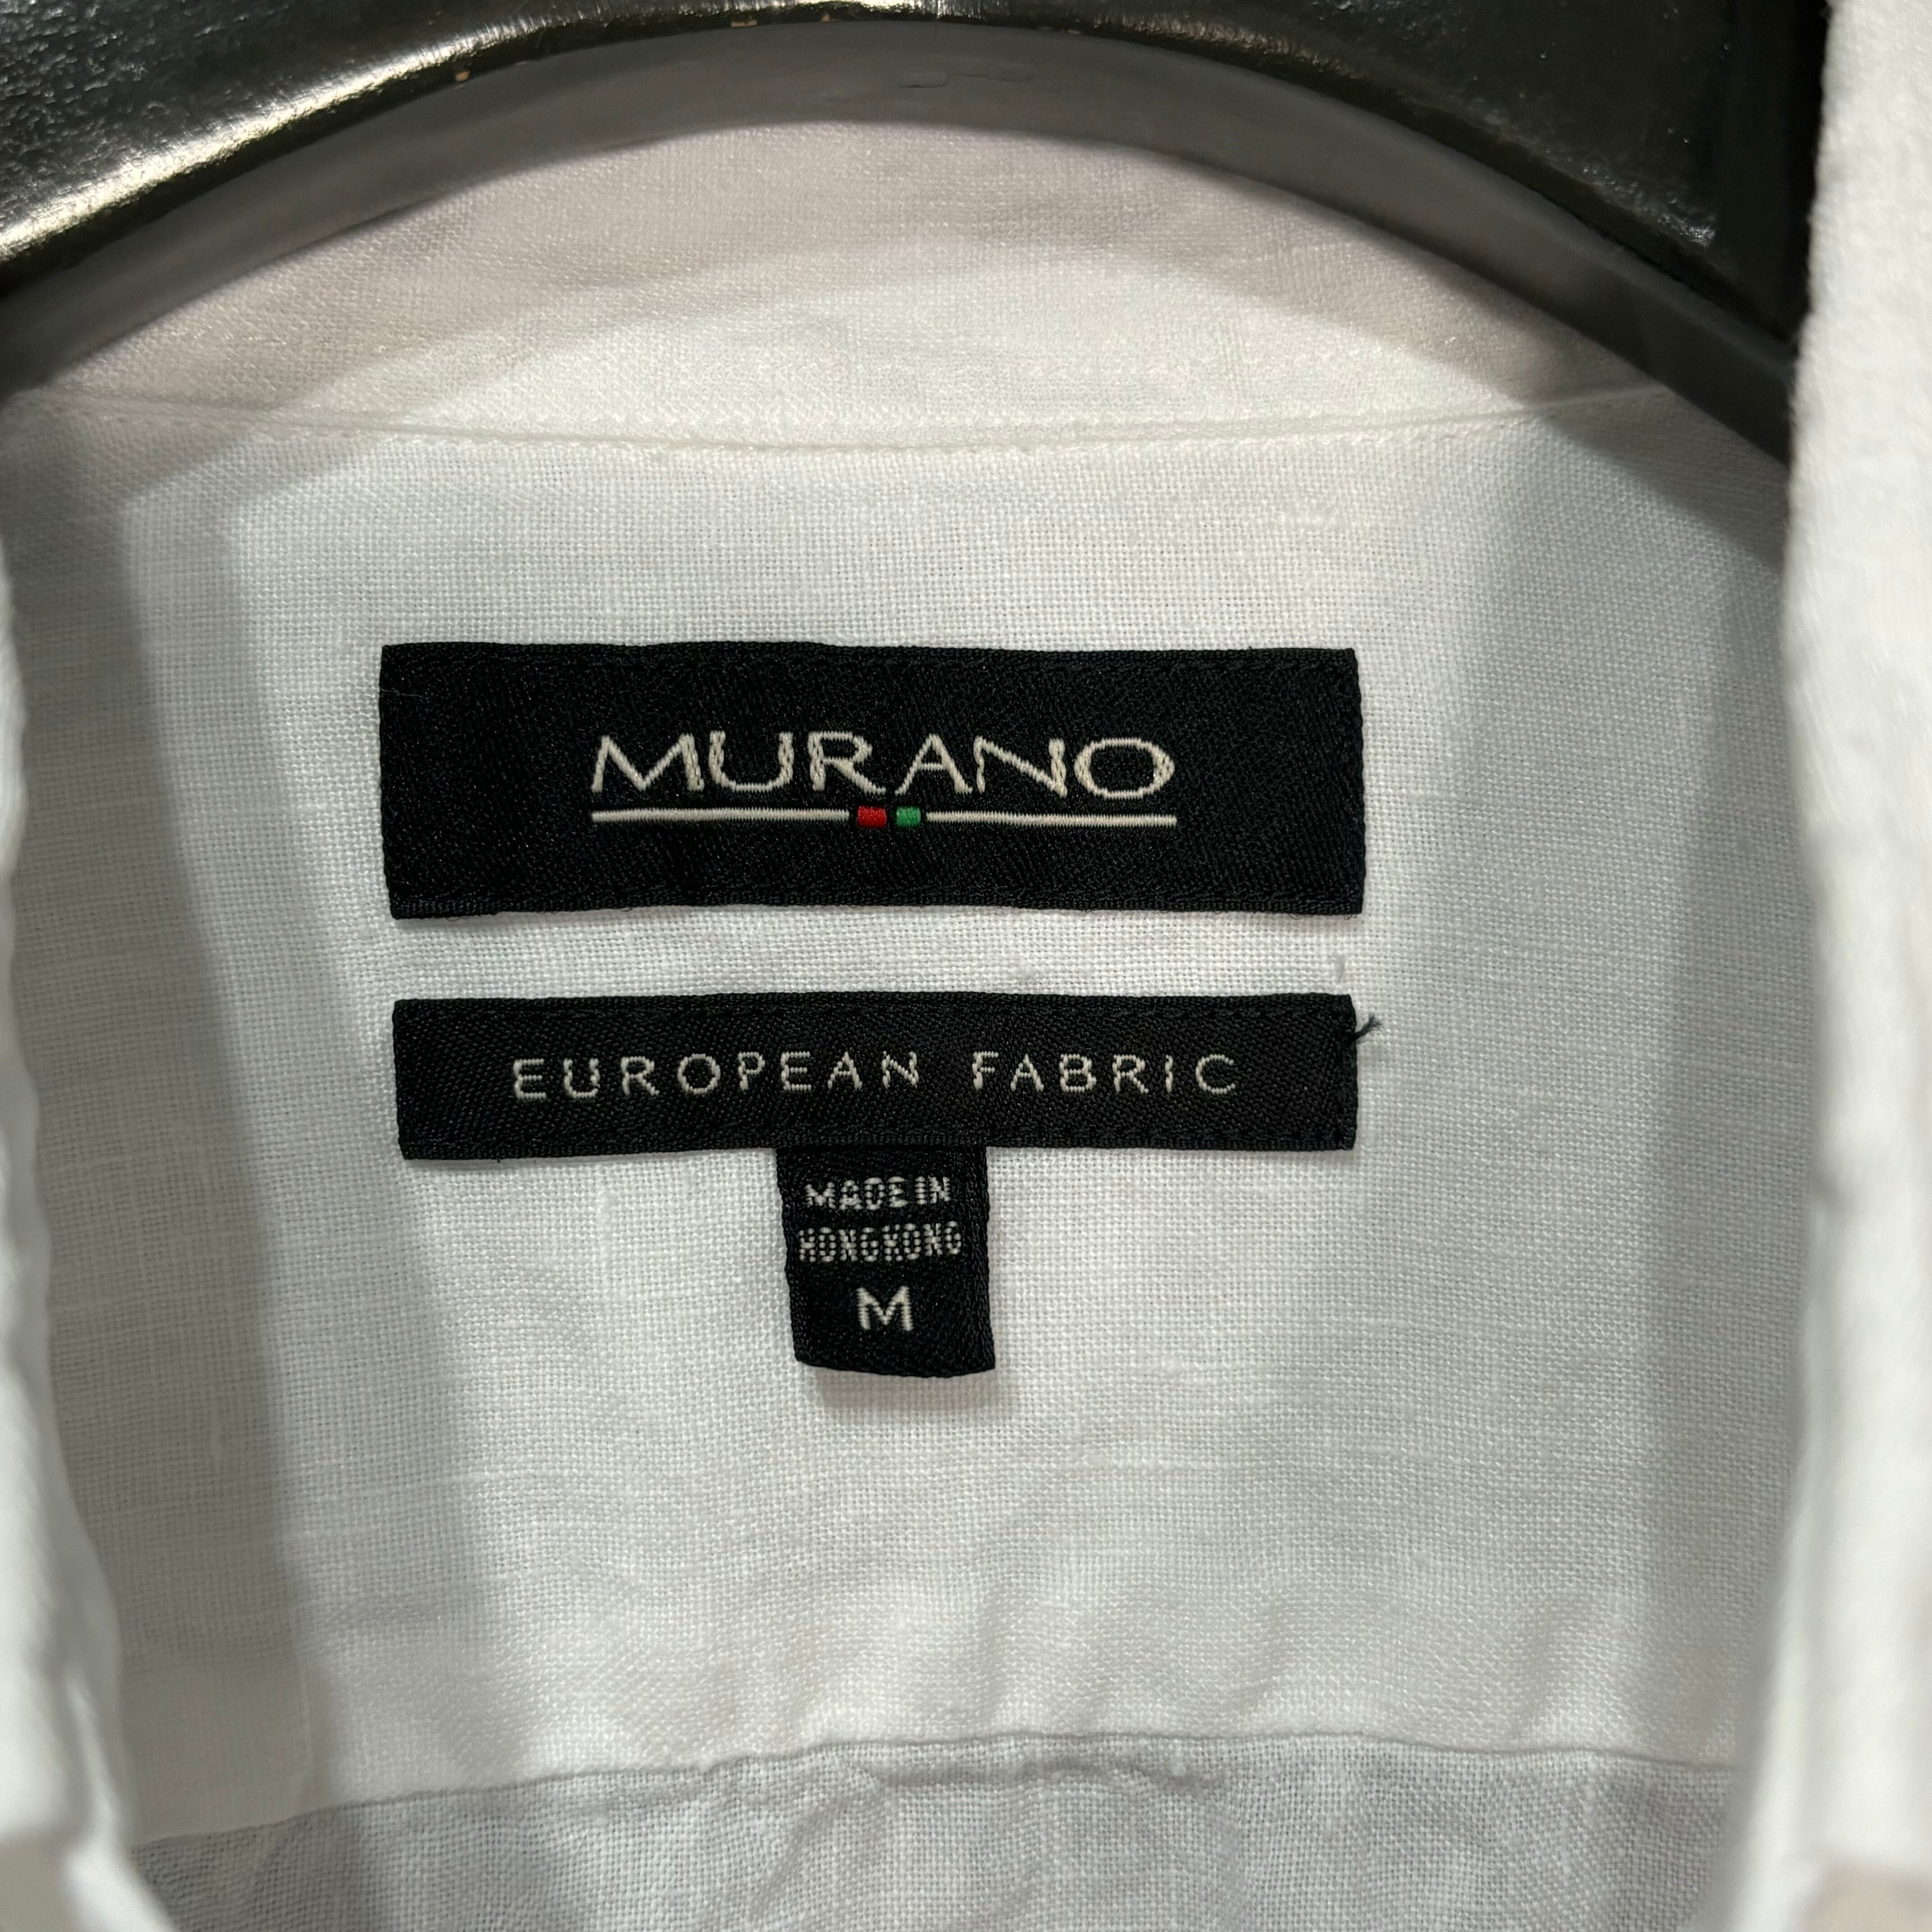 MURANO
EUROPEAN FABRIC
MADE IN
HONGKONG
M